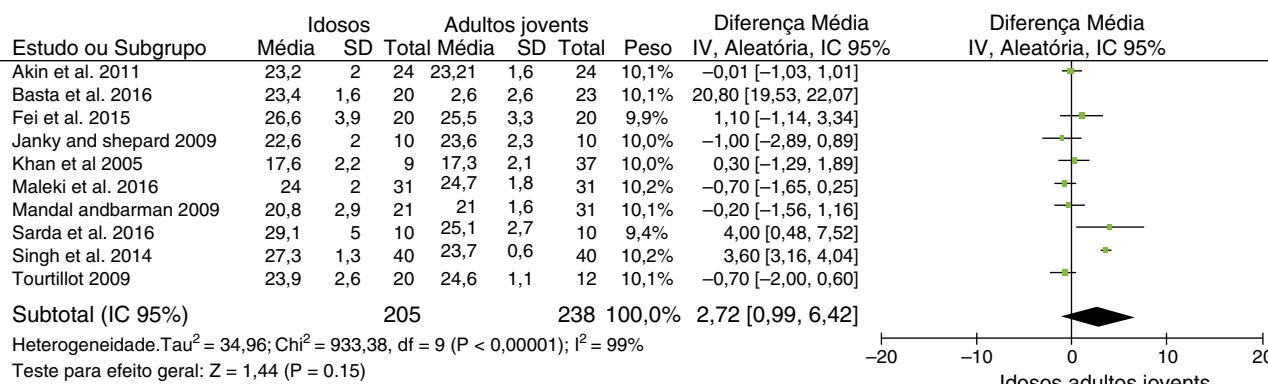 Idosos Adultos jovents Diferença Média Diferença Média
Estudo ou Subgrupo Média SD Total Média SD Total Peso IV, Aleatória, IC 95% IV, Aleatória, IC 95%
Akin et al. 2011 23,2 2 24 23,21 1,6 24 10,1% –0,01 [–1,03, 1,01]
Basta et al. 2016 23,4 1,6 20 2,6 2,6 23 10,1% 20,80 [19,53, 22,07]
Fei et al. 2015 26,6 3,9 20 25,5 3,3 20 9,9% 1,10 [–1,14, 3,34]
Janky and shepard 2009 22,6 2 10 23,6 2,3 10 10,0% –1,00 [–2,89, 0,89]
Khan et al 2005 17,6 2,2 9 17,3 2,1 37 10,0% 0,30 [–1,29, 1,89]
Maleki et al. 2016 24 2 31 24,7 1,8 31 10,2% –0,70 [–1,65, 0,25]
Mandal andbarman 2009 20,8 2,9 21 21 1,6 31 10,1% –0,20 [–1,56, 1,16]
Sarda et al. 2016 29,1 5 10 25,1 2,7 10 9,4% 4,00 [0,48, 7,52]
Singh et al. 2014 27,3 1,3 40 23,7 0,6 40 10,2% 3,60 [3,16, 4,04]
Tourtillot 2009 23,9 2,6 20 24,6 1,1 12 10,1% –0,70 [–2,00, 0,60]
Subtotal (IC 95%) 205 238 100,0% 2,72 [0,99, 6,42]
Heterogeneidade.Tau² = 34,96; Chi² = 933,38, df = 9 (P < 0,00001); I² = 99%
Teste para efeito geral: Z = 1,44 (P = 0.15)
–20 –10 0 10 20
Idosos adultos jovents